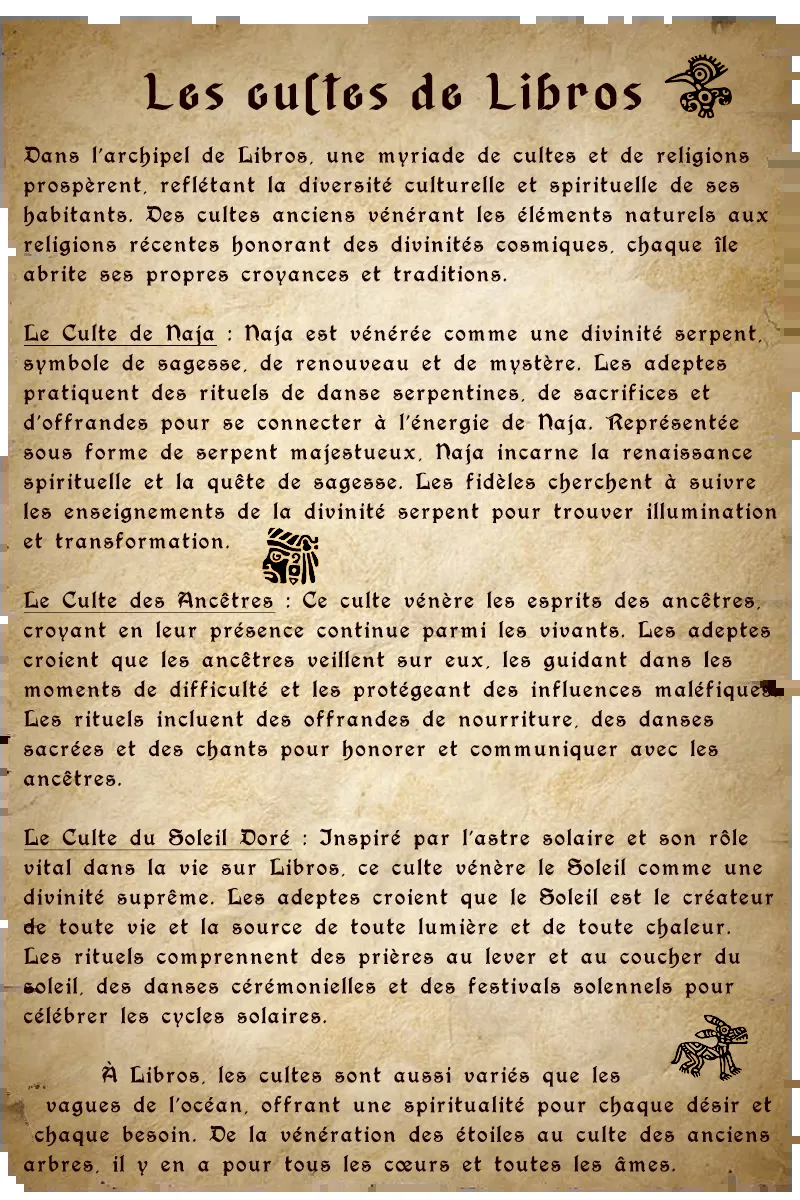 Les cultes de Libros
Dans l'archipel de Libros, une myriade de cultes et de religions
prospèrent, reflétant la diversité culturelle et spirituelle de ses
habitants. Des cultes anciens vénérant les éléments naturels aux
religions récentes honorant des divinités cosmiques, chaque île
abrite ses propres croyances et traditions.
Le Culte de Naja : Naja est vénérée comme une divinité serpent,
symbole de sagesse, de renouveau et de mystère. Les adeptes
pratiquent des rituels de danse serpentines, de sacrifices et
d'offrandes pour se connecter à l'énergie de Naja. Représentée
sous forme de serpent majestueux, Naja incarne la renaissance
spirituelle et la quête de sagesse. Les fidèles cherchent à suivre
les enseignements de la divinité serpent pour trouver illumination
et transformation.
Le Culte des Ancêtres : Ce culte vénère les esprits des ancêtres,
croyant en leur présence continue parmi les vivants. Les adeptes
croient que les ancêtres veillent sur eux, les guidant dans les
moments de difficulté et les protégeant des influences maléfiques.
Les rituels incluent des offrandes de nourriture, des danses
sacrées et des chants pour honorer et communiquer avec les
ancêtres.
Le Culte du Soleil Doré : Inspiré par l'astre solaire et son rôle
vital dans la vie sur Libros, ce culte vénère le Soleil comme une
divinité suprême. Les adeptes croient que le Soleil est le créateur
de toute vie et la source de toute lumière et de toute chaleur.
Les rituels comprennent des prières au lever et au coucher du
soleil, des danses cérémonielles et des festivals solennels pour
célébrer les cycles solaires.
À Libros, les cultes sont aussi variés que les
vagues de l'océan, offrant une spiritualité pour chaque désir et
chaque besoin. De la vénération des étoiles au culte des anciens
arbres, il y en a pour tous les cœurs et toutes les âmes.